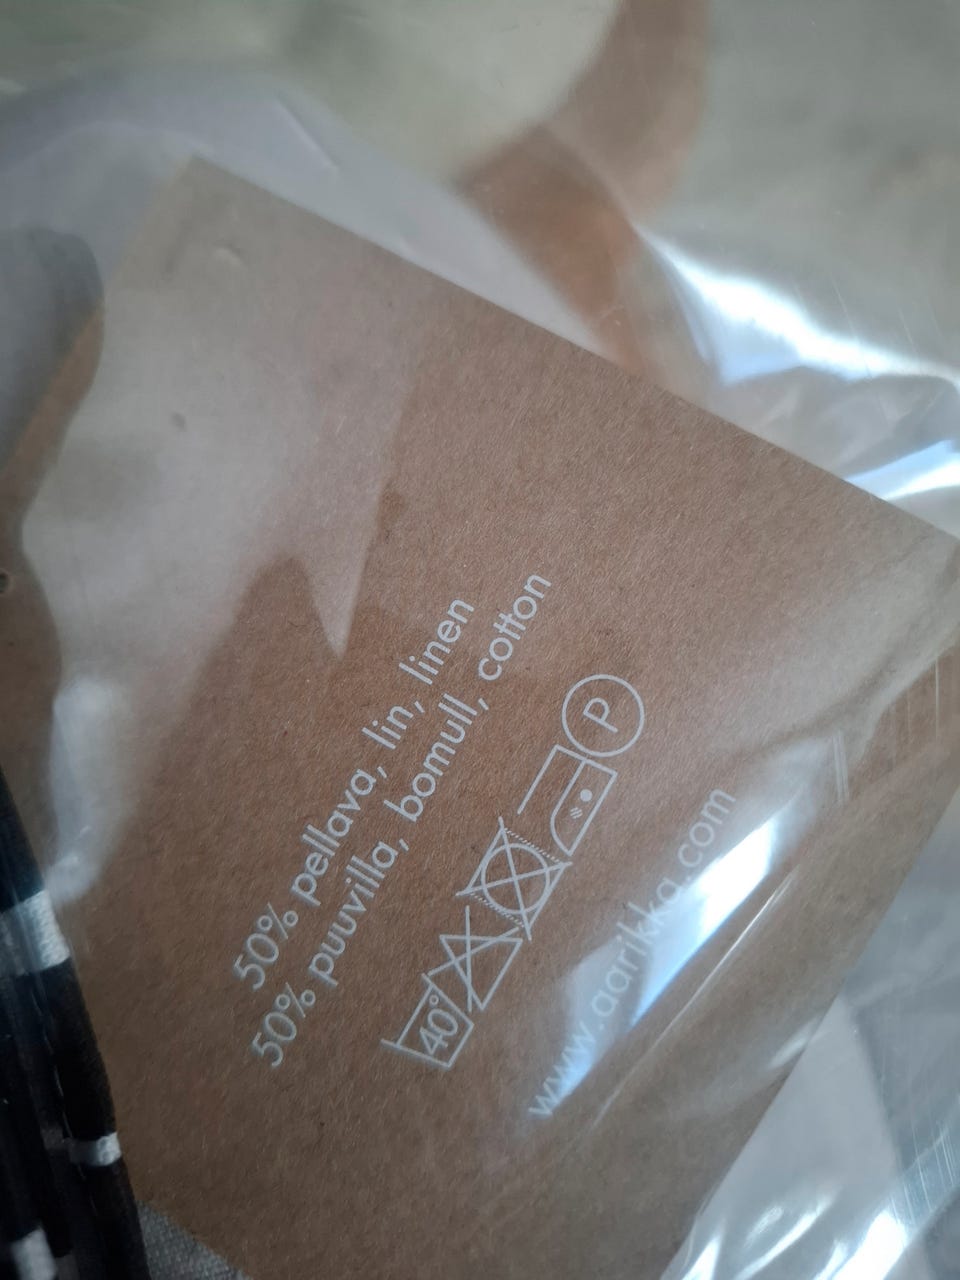 50% pellava, lin, linen
50% puuvilla, bomull, cotton
40°
P
www.aarikka.com